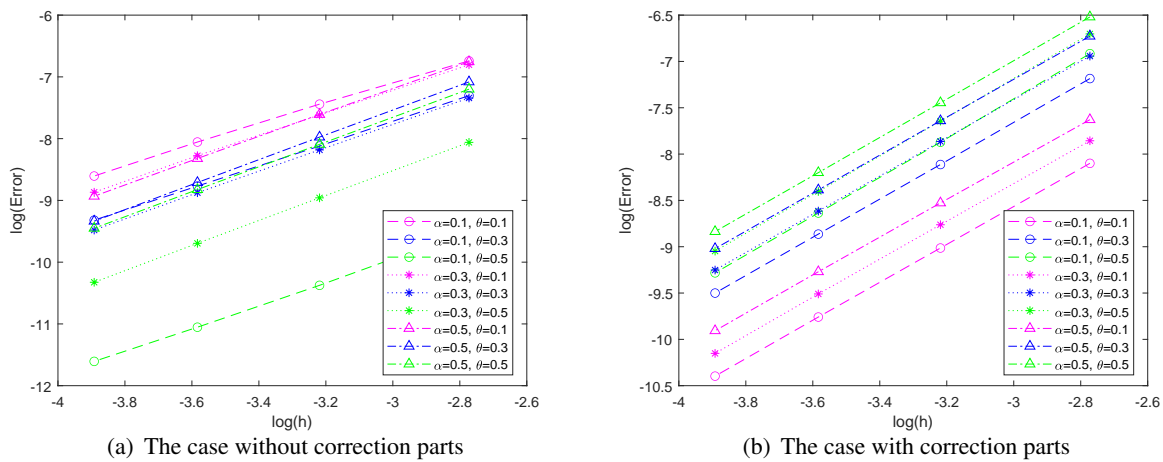 -6
-7
-8
-9
-10
-11
-12
log(Error)
-4
-3.8
-3.6
-3.4
-3.2
-3
-2.8
-2.6
log(h)
α=0.1, θ=0.1
α=0.1, θ=0.3
α=0.1, θ=0.5
α=0.3, θ=0.1
α=0.3, θ=0.3
α=0.3, θ=0.5
α=0.5, θ=0.1
α=0.5, θ=0.3
α=0.5, θ=0.5
(a) The case without correction parts
-6.5
-7
-7.5
-8
-8.5
-9
-9.5
-10
-10.5
log(Error)
-4
-3.8
-3.6
-3.4
-3.2
-3
-2.8
-2.6
log(h)
α=0.1, θ=0.1
α=0.1, θ=0.3
α=0.1, θ=0.5
α=0.3, θ=0.1
α=0.3, θ=0.3
α=0.3, θ=0.5
α=0.5, θ=0.1
α=0.5, θ=0.3
α=0.5, θ=0.5
(b) The case with correction parts